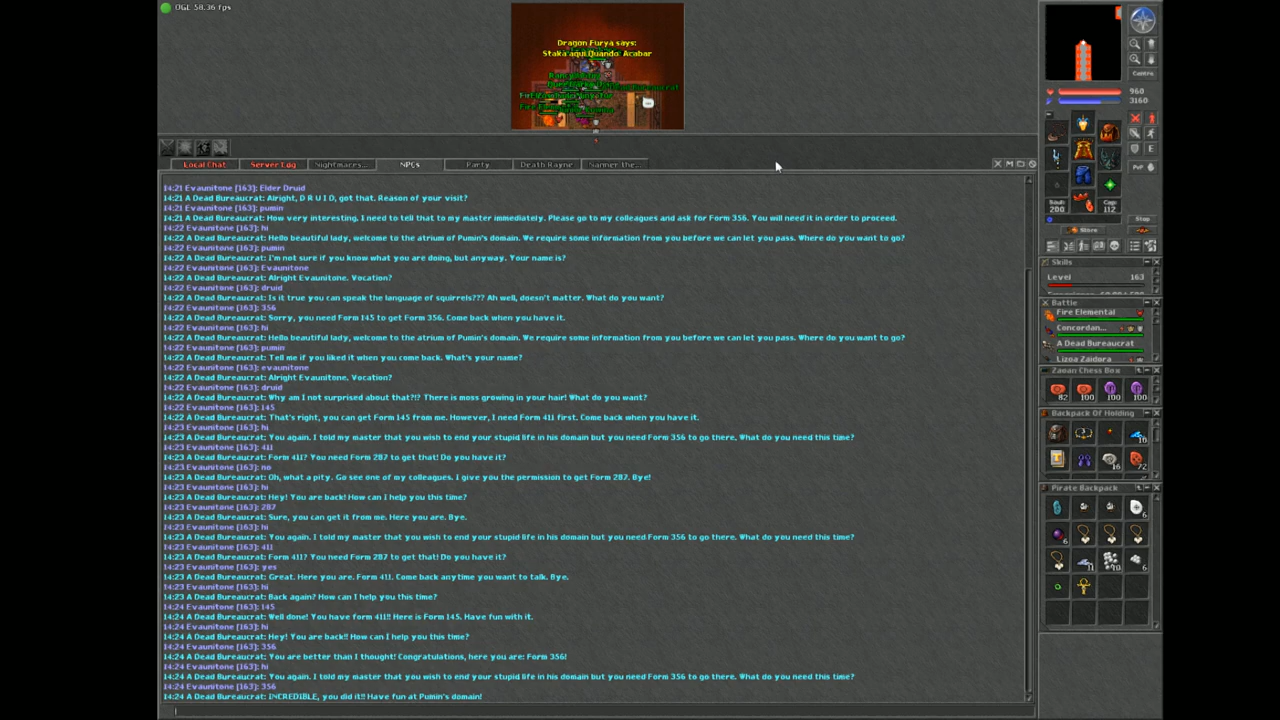 OGL 58.36 fps
Dragon Furya says:
Staka aqui Quando Acabar
Local Chat
Server Log
Nightmares...
NPCs
Party
Death Rayne
Sanner the...
14:21 Evaunitone [163]: Elder Druid
14:21 A Dead Bureaucrat: Alright, D R U I D, got that. Reason of your visit?
14:21 Evaunitone [163]: pumin
14:21 A Dead Bureaucrat: How very interesting. I need to tell that to my master immediately. Please go to my colleagues and ask for Form 356. You will need it in order to proceed.
14:22 Evaunitone [163]: hi
14:22 A Dead Bureaucrat: Hello beautiful lady, welcome to the atrium of Pumin's domain. We require some information from you before we can let you pass. Where do you want to go?
14:22 Evaunitone [163]: pumin
14:22 A Dead Bureaucrat: I'm not sure if you know what you are doing, but anyway. Your name is?
14:22 Evaunitone [163]: Evaunitone
14:22 A Dead Bureaucrat: Alright Evaunitone. Vocation?
14:22 Evaunitone [163]: druid
14:22 A Dead Bureaucrat: Is it true you can speak the language of squirrels??? Ah well, doesn't matter. What do you want?
14:22 Evaunitone [163]: 356
14:22 A Dead Bureaucrat: Sorry, you need Form 145 to get Form 356. Come back when you have it.
14:22 Evaunitone [163]: hi
14:22 A Dead Bureaucrat: Hello beautiful lady, welcome to the atrium of Pumin's domain. We require some information from you before we can let you pass. Where do you want to go?
14:22 Evaunitone [163]: pumin
14:22 A Dead Bureaucrat: Tell me if you liked it when you come back. What's your name?
14:22 Evaunitone [163]: evaunitone
14:22 A Dead Bureaucrat: Alright Evaunitone. Vocation?
14:22 Evaunitone [163]: druid
14:22 A Dead Bureaucrat: Why am I not surprised about that?!? There is moss growing in your hair! What do you want?
14:22 Evaunitone [163]: 145
14:22 A Dead Bureaucrat: That's right, you can get Form 145 from me. However, I need Form 411 first. Come back when you have it.
14:23 Evaunitone [163]: hi
14:23 A Dead Bureaucrat: You again. I told my master that you wish to end your stupid life in his domain but you need Form 356 to go there. What do you need this time?
14:23 Evaunitone [163]: 411
14:23 A Dead Bureaucrat: Form 411? You need Form 287 to get that! Do you have it?
14:23 Evaunitone [163]: no
14:23 A Dead Bureaucrat: Oh, what a pity. Go see one of my colleagues. I give you the permission to get Form 287. Bye!
14:23 Evaunitone [163]: hi
14:23 A Dead Bureaucrat: Hey! You are back! How can I help you this time?
14:23 Evaunitone [163]: 287
14:23 A Dead Bureaucrat: Sure, you can get it from me. Here you are. Bye.
14:23 Evaunitone [163]: hi
14:23 A Dead Bureaucrat: You again. I told my master that you wish to end your stupid life in his domain but you need Form 356 to go there. What do you need this time?
14:23 Evaunitone [163]: 411
14:23 A Dead Bureaucrat: Form 411? You need Form 287 to get that! Do you have it?
14:23 Evaunitone [163]: yes
14:23 A Dead Bureaucrat: Great. Here you are. Form 411. Come back anytime you want to talk. Bye.
14:23 Evaunitone [163]: hi
14:23 A Dead Bureaucrat: Back again? How can I help you this time?
14:24 Evaunitone [163]: 145
14:24 A Dead Bureaucrat: Well done! You have form 411!! Here is Form 145. Have fun with it.
14:24 Evaunitone [163]: hi
14:24 A Dead Bureaucrat: Hey! You are back!! How can I help you this time?
14:24 Evaunitone [163]: 356
14:24 A Dead Bureaucrat: You are better than I thought! Congratulations, here you are: Form 356!
14:24 Evaunitone [163]: hi
14:24 A Dead Bureaucrat: You again. I told my master that you wish to end your stupid life in his domain but you need Form 356 to go there. What do you need this time?
14:24 Evaunitone [163]: 356
14:24 A Dead Bureaucrat: INCREDIBLE, you did it!! Have fun at Pumin's domain!
Centre
960
3160
E
PvP
Soul:
200
Cap:
112
Stop
Store
Skills
Level 163
Battle
Fire Elemental
Concordan...
A Dead Bureaucrat
Lizpa Zaidora
Zaoan Chess Box
82 100 100 100
Backpack Of Holding
16
16 72
Pirate Backpack
6
6
11 10 6